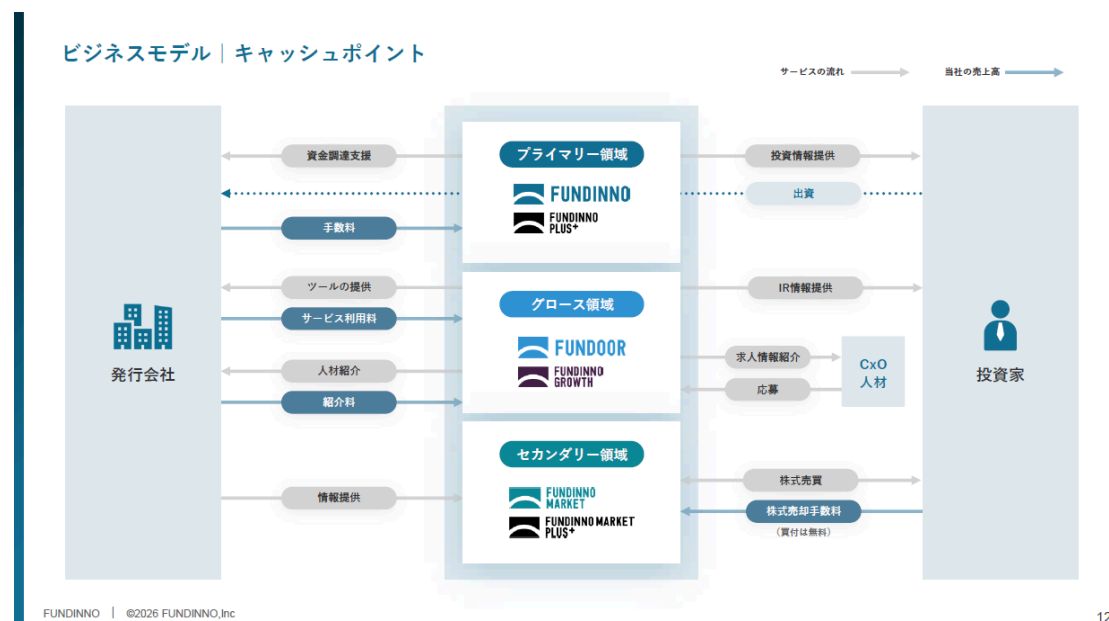 ビジネスモデル｜キャッシュポイント
サービスの流れ
当社の売上高
資金調達支援
プライマリー領域
投資情報提供
FUNDINNO
出資
FUNDINNO
PLUS+
手数料
ツールの提供
IR情報提供
グロース領域
サービス利用料
FUNDOOR
求人情報紹介
CxO
人材
発行会社
人材紹介
FUNDINNO
GROWTH
応募
投資家
紹介料
セカンダリー領域
株式売買
情報提供
FUNDINNO
MARKET
株式売却手数料
FUNDINNO MARKET
PLUS+
（買付は無料）
FUNDINNO ｜ ©2026 FUNDINNO,Inc
12